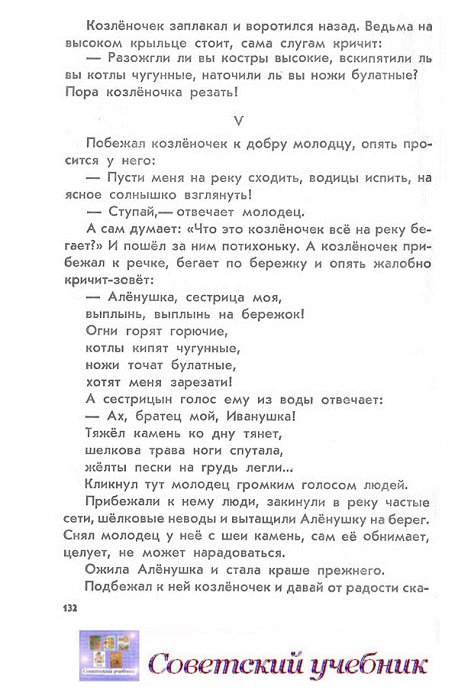 Козлёночек заплакал и воротился назад. Ведьма на
высоком крыльце стоит, сама слугам кричит:
— Разожгли ли вы костры высокие, вскипятили ль
вы котлы чугунные, наточили ль вы ножи булатные?
Пора козлёночка резать!
V
Побежал козлёночек к добру молодцу, опять про-
сится у него:
— Пусти меня на реку сходить, водицы испить, на
ясное солнышко взглянуть!
— Ступай,— отвечает молодец.
А сам думает: «Что это козлёночек всё на реку бе-
гает?» И пошёл за ним потихоньку. А козлёночек при-
бежал к речке, бегает по бережку и опять жалобно
кричит-зовёт:
— Алёнушка, сестрица моя,
выплынь, выплынь на бережок!
Огни горят горючие,
котлы кипят чугунные,
ножи точат булатные,
хотят меня зарезати!
А сестрицын голос ему из воды отвечает:
— Ах, братец мой, Иванушка!
Тяжёл камень ко дну тянет,
шелкова трава ноги спутала,
жёлты пески на грудь легли...
Кликнул тут молодец громким голосом людей.
Прибежали к нему люди, закинули в реку частые
сети, шёлковые неводы и вытащили Алёнушку на берег.
Снял молодец у неё с шеи камень, сам её обнимает,
целует, не может нарадоваться.
Ожила Алёнушка и стала краше прежнего.
Подбежал к ней козлёночек и давай от радости ска-
132
Советский учебник
Советский учебник